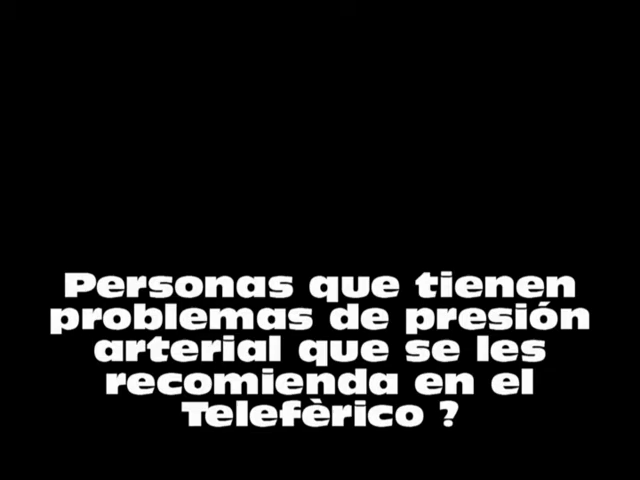 Personas que tienen
problemas de presión
arterial que se les
recomienda en el
Telefèrico ?